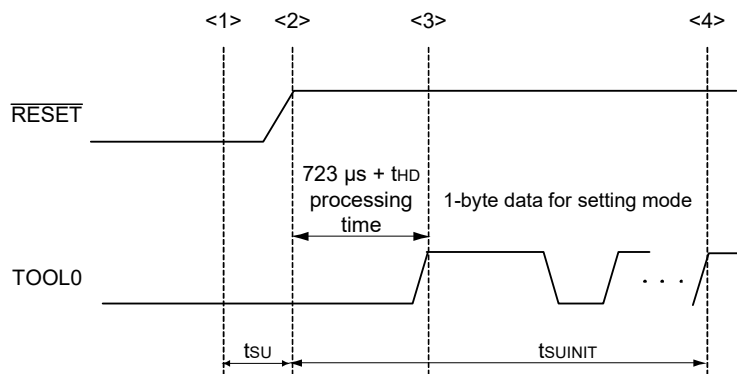 <1> <2> <3> <4>
RESET
723 µs + tHD
processing
time
1-byte data for setting mode
TOOL0
. . .
tSU tSUINIT